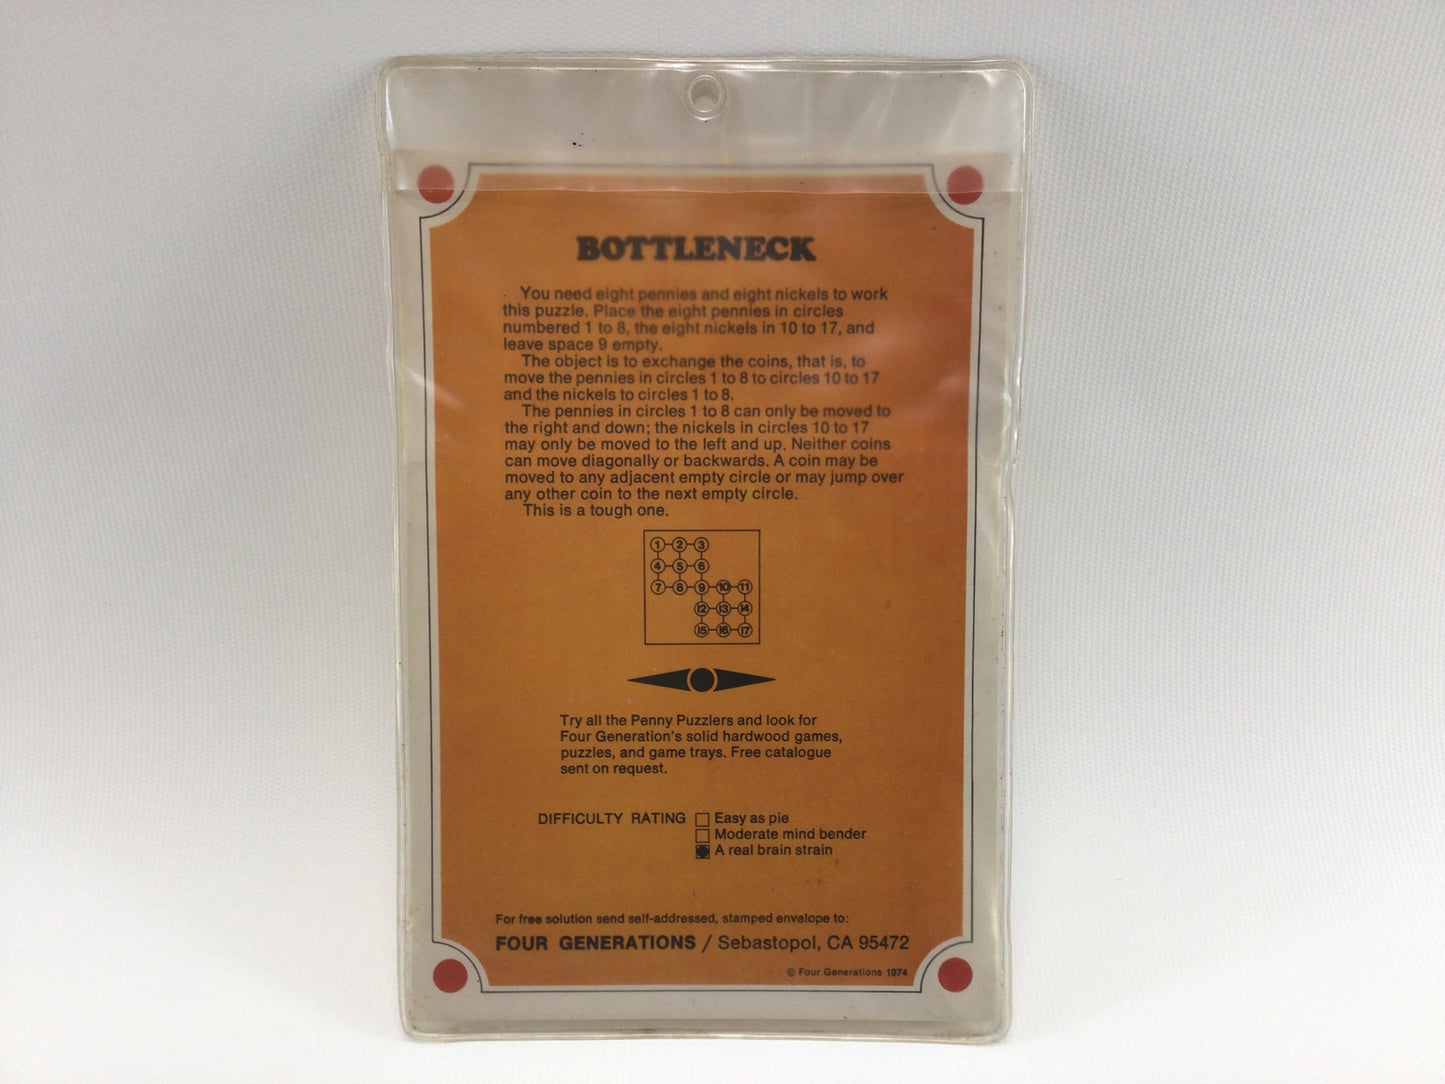 BOTTLENECK
You need eight pennies and eight nickels to work
this puzzle. Place the eight pennies in circles
numbered 1 to 8, the eight nickels in 10 to 17, and
leave space 9 empty.
The object is to exchange the coins, that is, to
move the pennies in circles 1 to 8 to circles 10 to 17
and the nickels to circles 1 to 8.
The pennies in circles 1 to 8 can only be moved to
the right and down; the nickels in circles 10 to 17
may only be moved to the left and up. Neither coins
can move diagonally or backwards. A coin may be
moved to any adjacent empty circle or may jump over
any other coin to the next empty circle.
This is a tough one.
1 2 3
4 5 6
7 8 9 10 11
12 13 14
15 16 17
Try all the Penny Puzzlers and look for
Four Generation's solid hardwood games,
puzzles, and game trays. Free catalogue
sent on request.
DIFFICULTY RATING Easy as pie
Moderate mind bender
A real brain strain
For free solution send self-addressed, stamped envelope to:
FOUR GENERATIONS / Sebastopol, CA 95472
© Four Generations 1974